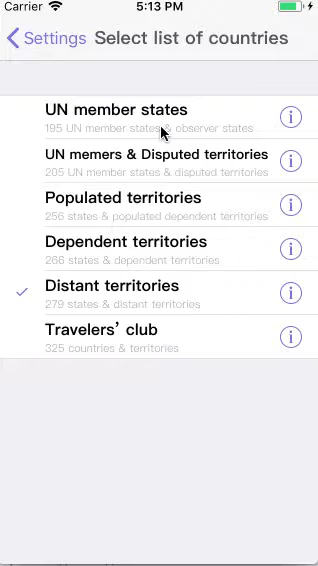 Carrier 5:13 PM
Settings Select list of countries
UN member states
195 UN member states & observer states
UN memers & Disputed territories
205 UN member states & disputed territories
Populated territories
256 states & populated dependent territories
Dependent territories
266 states & dependent territories
Distant territories
279 states & distant territories
Travelers' club
325 countries & territories